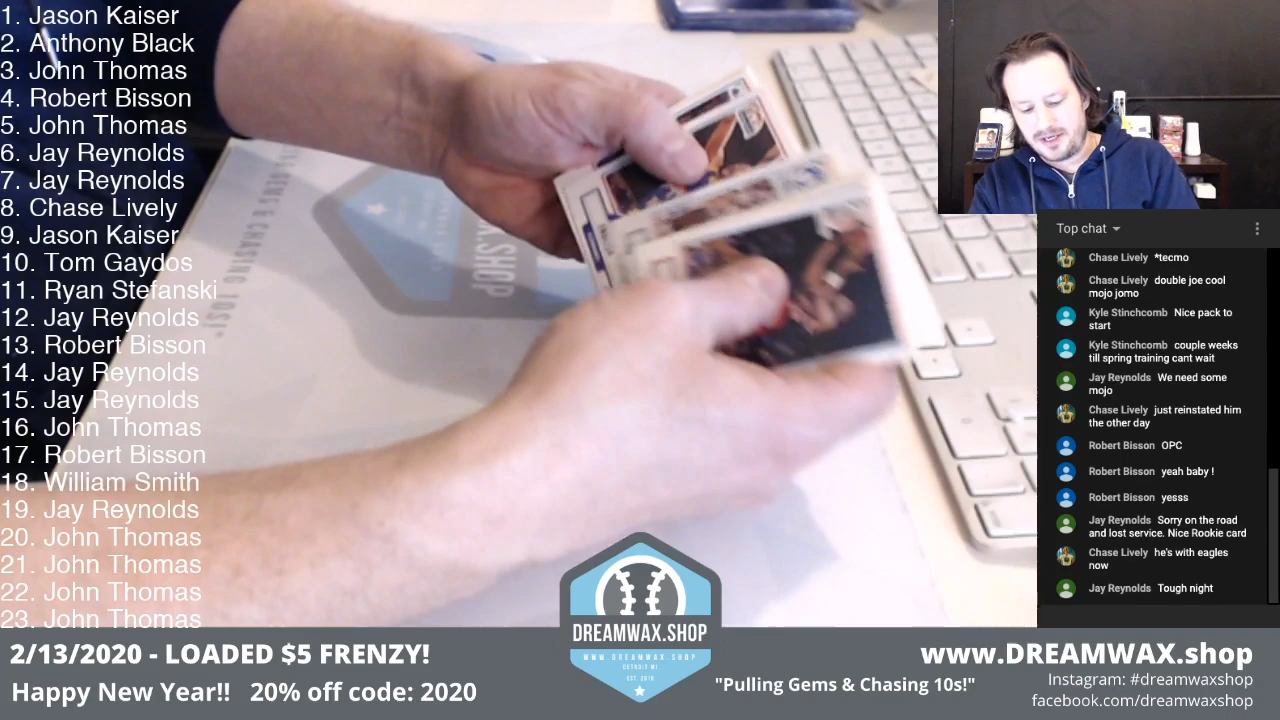 1. Jason Kaiser
2. Anthony Black
3. John Thomas
4. Robert Bisson
5. John Thomas
6. Jay Reynolds
7. Jay Reynolds
8. Chase Lively
9. Jason Kaiser
10. Tom Gaydos
11. Ryan Stefanski
12. Jay Reynolds
13. Robert Bisson
14. Jay Reynolds
15. Jay Reynolds
16. John Thomas
17. Robert Bisson
18. William Smith
19. Jay Reynolds
20. John Thomas
21. John Thomas
22. John Thomas
23. John Thomas
& CHASING 10S!"
.SHOP
Top chat
Chase Lively *tecmo
Chase Lively double joe cool
mojo jomo
Kyle Stinchcomb Nice pack to
start
Kyle Stinchcomb couple weeks
till spring training cant wait
Jay Reynolds We need some
mojo
Chase Lively just reinstated him
the other day
Robert Bisson OPC
Robert Bisson yeah baby !
Robert Bisson yesss
Jay Reynolds Sorry on the road
and lost service. Nice Rookie card
Chase Lively he's with eagles
now
Jay Reynolds Tough night
2/13/2020 - LOADED $5 FRENZY!
Happy New Year!! 20% off code: 2020
DREAMWAX.SHOP
WWW.DREAMWAX.SHOP
DETROIT MI.
"Pulling Gems & Chasing 10s!"
www.DREAMWAX.shop
Instagram: #dreamwaxshop
facebook.com/dreamwaxshop